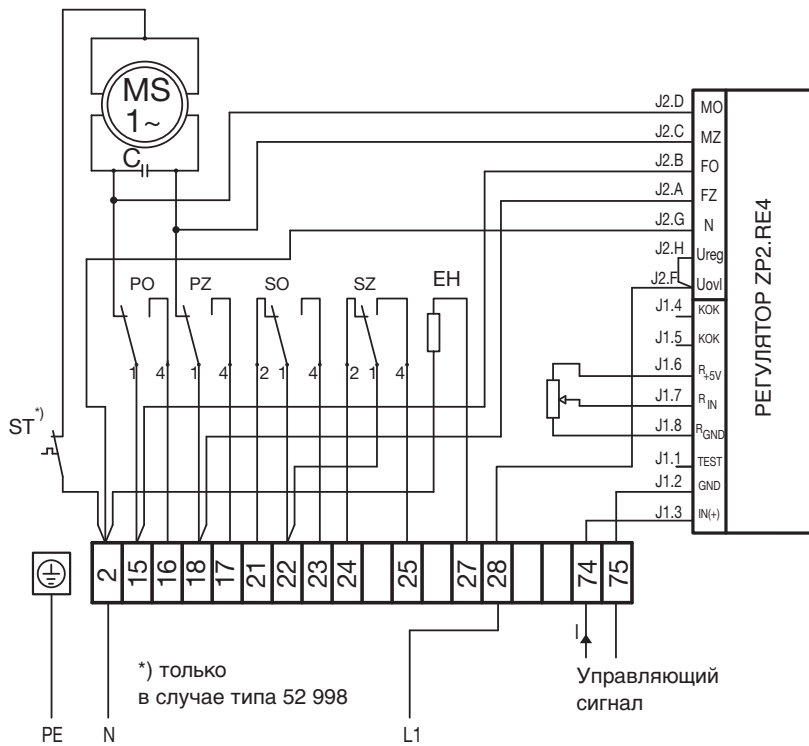 MS
1~
C
J2.D MO
J2.C MZ
J2.B FO
J2.A FZ
J2.G N
J2.H Ureg
J2.F Uovl
J1.4 KOK
J1.5 KOK
J1.6 R+5V
J1.7 RIN
J1.8 RGND
J1.1 TEST
J1.2 GND
J1.3 IN(+)
РЕГУЛЯТОР ZP2.RE4
PO PZ SO SZ EH
1 4 1 4 2 1 4 2 1 4
ST*)
2 15 16 18 17 21 22 23 24 25 27 28 74 75
I
*) только
в случае типа 52 998
Управляющий
сигнал
PE N L1